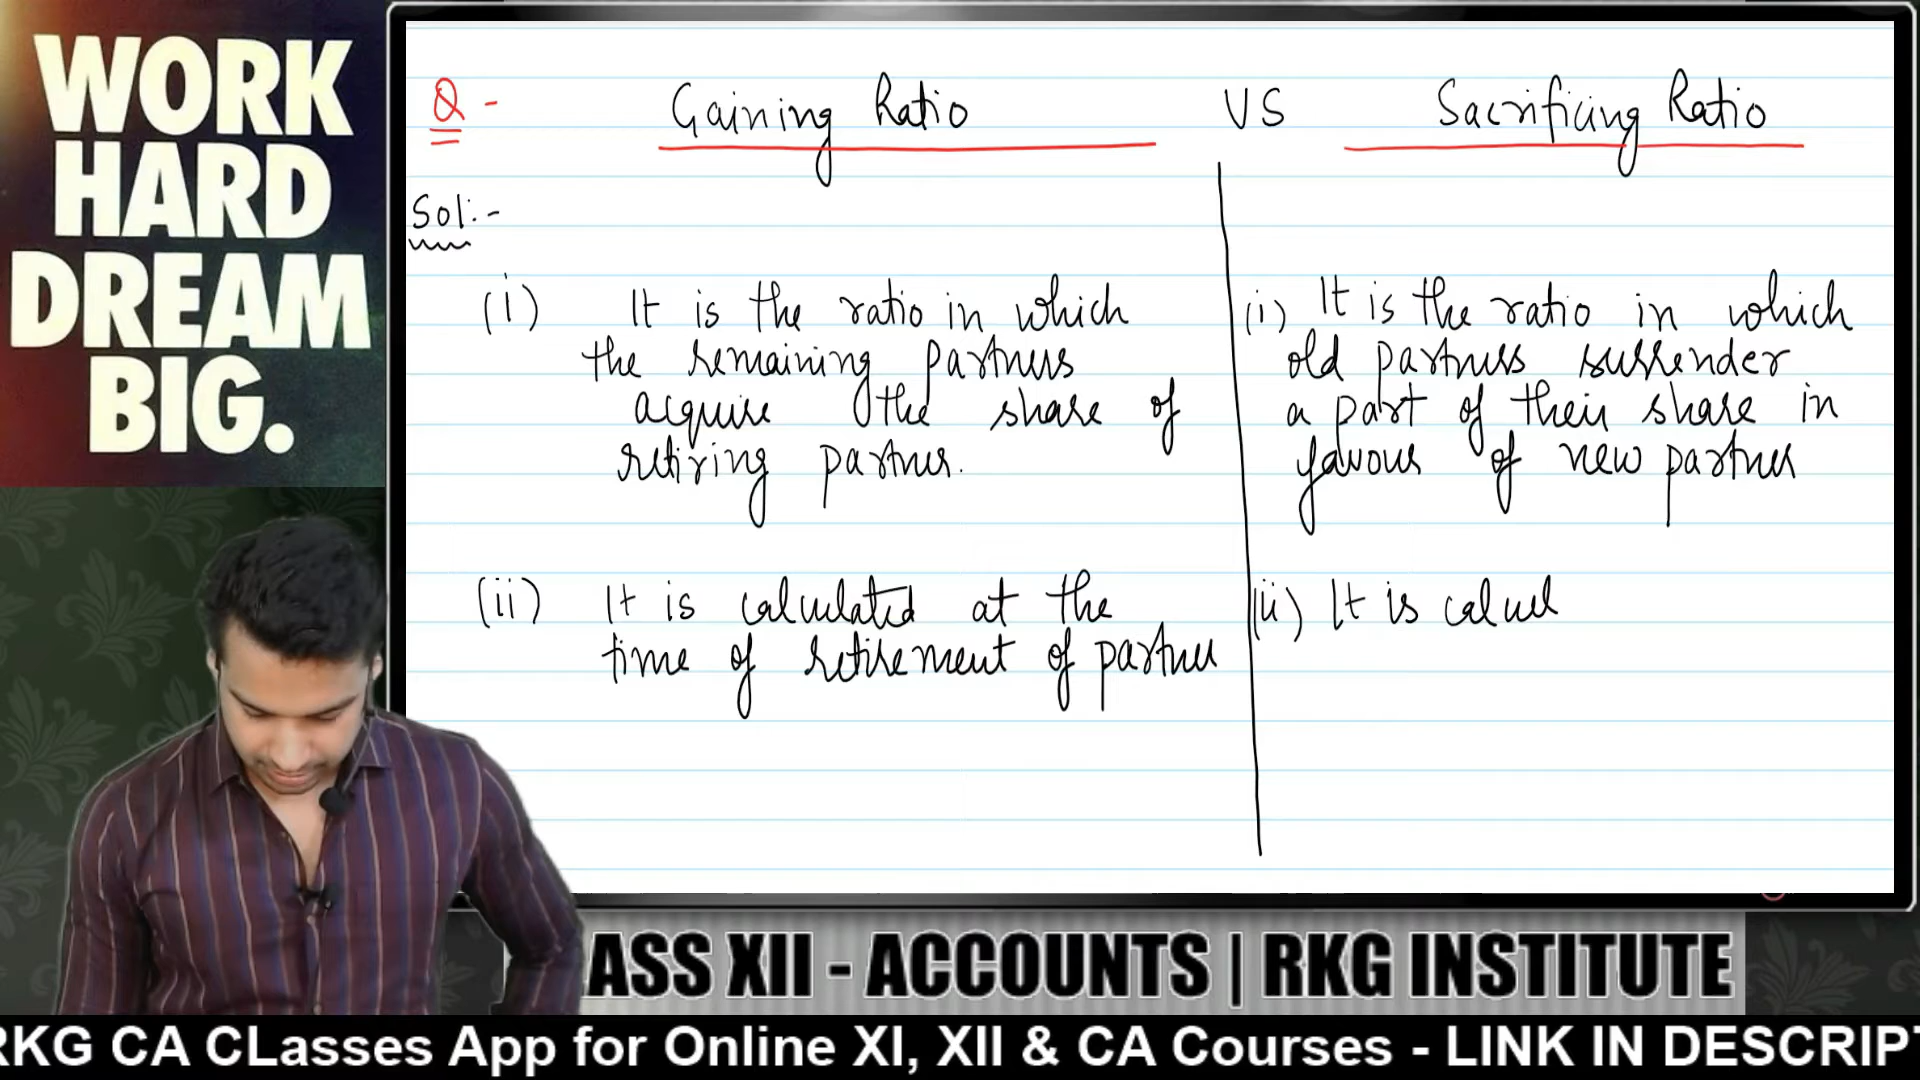 WORK
HARD
DREAM
BIG.
Q - Gaining Ratio VS Sacrificing Ratio
Sol:-
(i) It is the ratio in which
the remaining partners
acquire the share of
retiring partner.
(i) It is the ratio in which
old partners surrender
a part of their share in
favour of new partner
(ii) It is calculated at the
time of retirement of partner
(ii) It is calcul
LASS XII - ACCOUNTS | RKG INSTITUTE
RKG CA CLasses App for Online XI, XII & CA Courses - LINK IN DESCRIPT